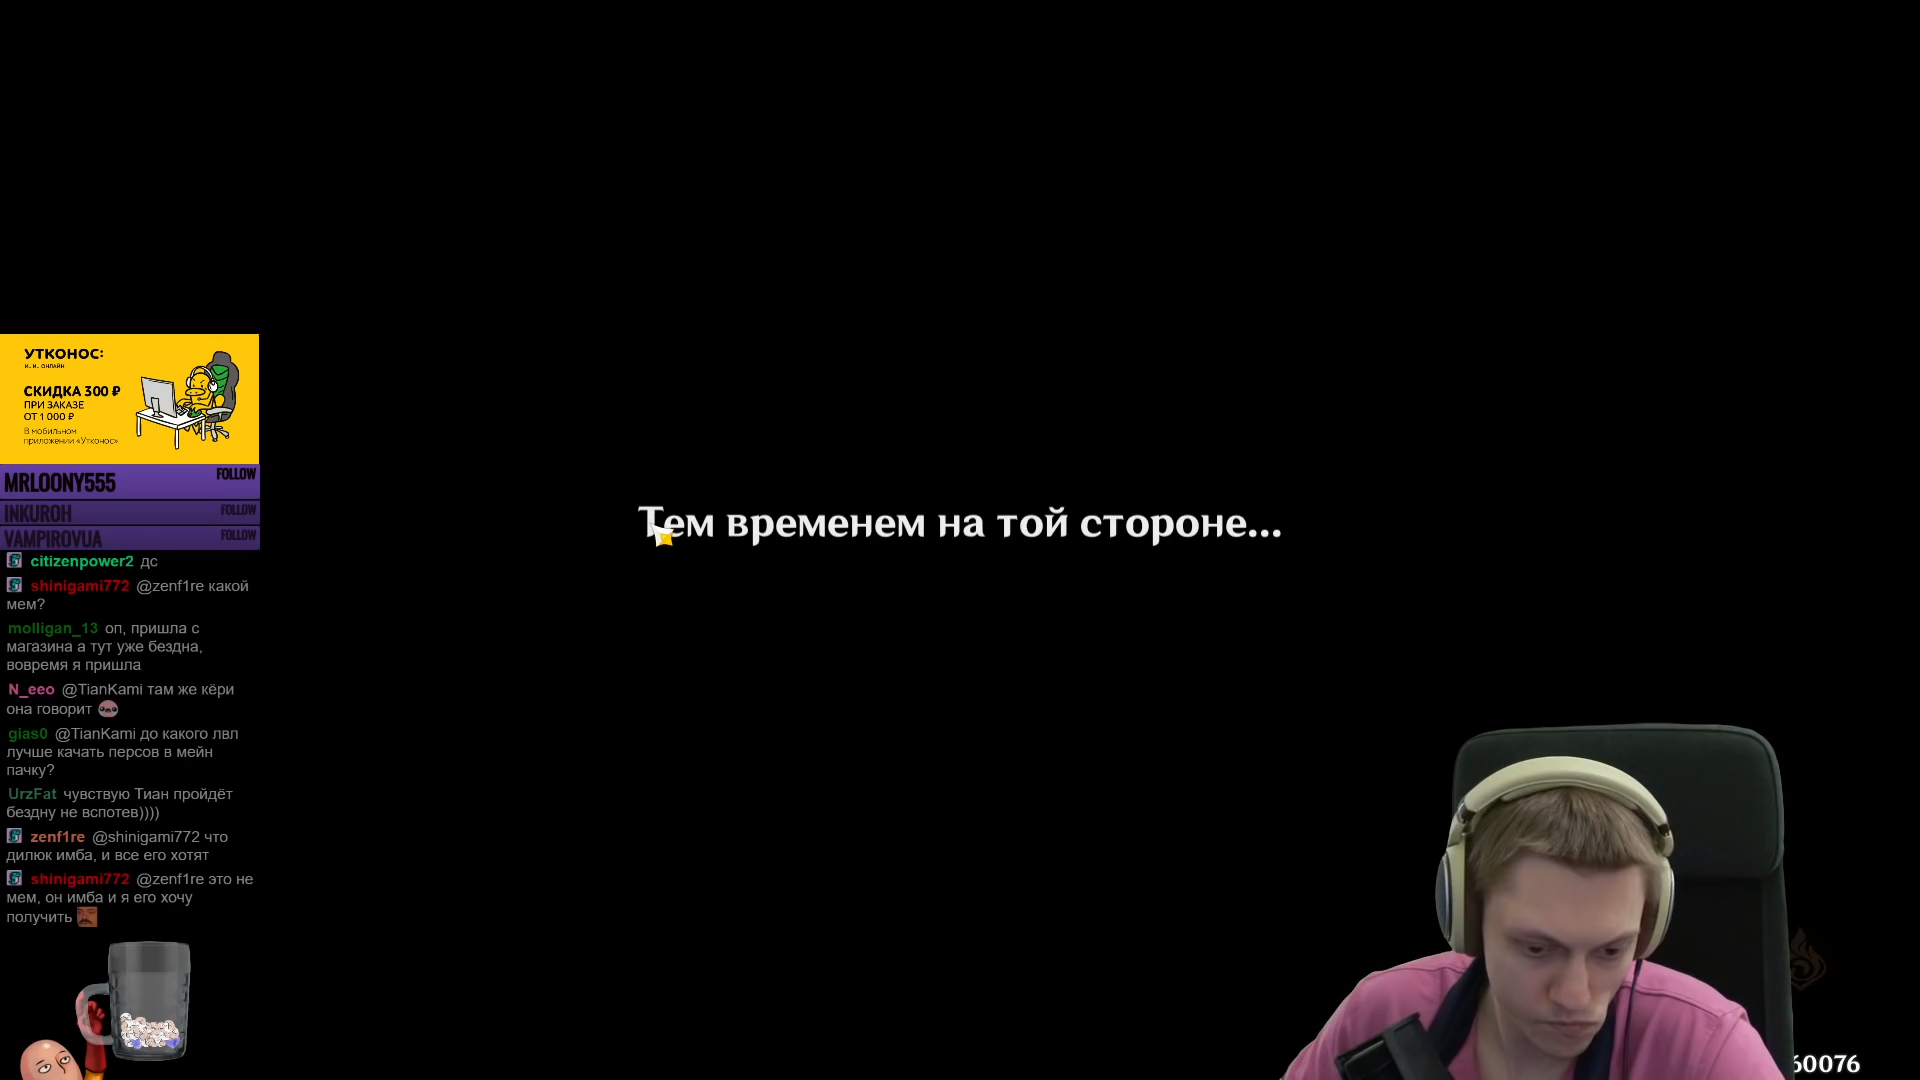 УТКОНОС:
И. И. ОНЛАЙН
СКИДКА 300 ₽
ПРИ ЗАКАЗЕ
ОТ 1 000 ₽
В мобильном
приложении «Утконос»
MRLOONY555 FOLLOW
INKUROH FOLLOW
VAMPIROVUA FOLLOW
citizenpower2 дс
shinigami772 @zenf1re какой
мем?
molligan_13 оп, пришла с
магазина а тут уже бездна,
вовремя я пришла
N_eeo @TianKami там же кёри
она говорит
gias0 @TianKami до какого лвл
лучше качать персов в мейн
пачку?
UrzFat чувствую Тиан пройдёт
бездну не вспотев))))
zenf1re @shinigami772 что
дилюк имба, и все его хотят
shinigami772 @zenf1re это не
мем, он имба и я его хочу
получить
Тем временем на той стороне...
60076